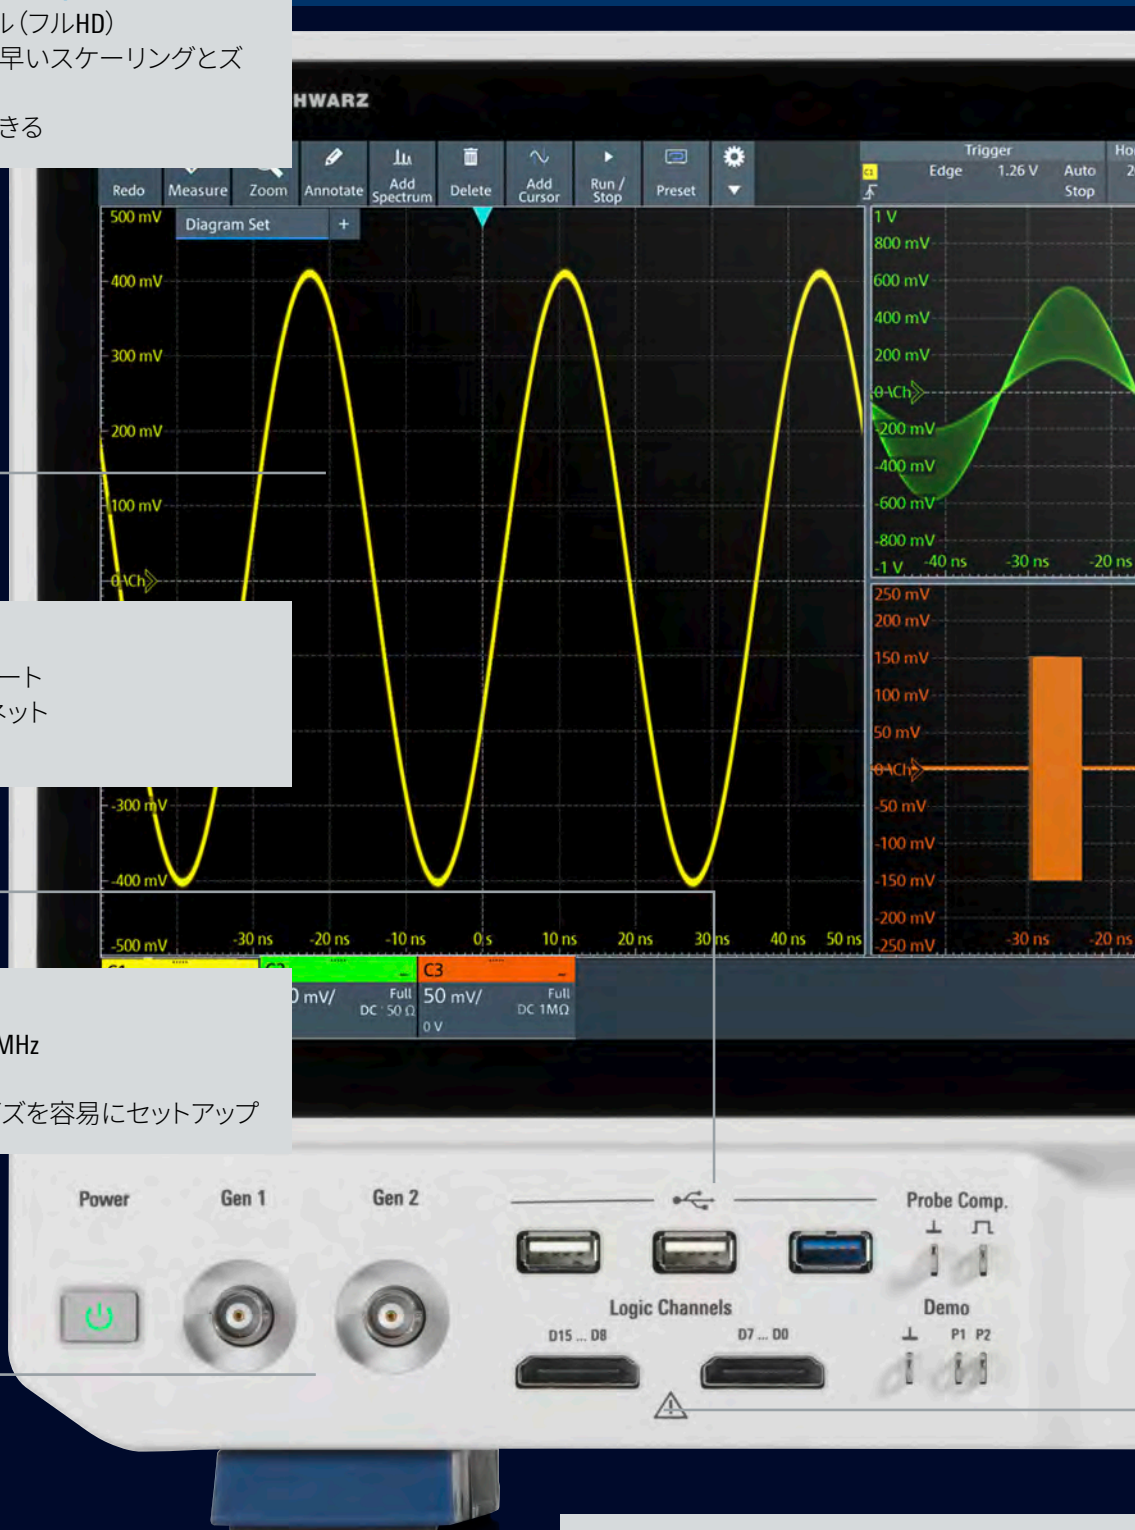 ル（フルHD）
早いスケーリングとズ
きる
HWARZ
Redo
Measure
Zoom
Annotate
Add
Spectrum
Delete
Add
Cursor
Run /
Stop
Preset
Trigger
C1
Edge
1.26 V
Auto
Stop
Diagram Set
+
500 mV
400 mV
300 mV
200 mV
100 mV
-300 mV
-400 mV
-500 mV
-30 ns
-20 ns
-10 ns
0 s
10 ns
20 ns
30 ns
40 ns
50 ns
1 V
800 mV
600 mV
400 mV
200 mV
-200 mV
-400 mV
-600 mV
-800 mV
-1 V
-40 ns
-30 ns
-20 ns
250 mV
200 mV
150 mV
100 mV
50 mV
-50 mV
-100 mV
-150 mV
-200 mV
-250 mV
-30 ns
-20 ns
ート
ネット
0 mV/
Full
DC 50 Ω
C3
50 mV/
Full
DC 1MΩ
0 V
MHz
イズを容易にセットアップ
Power
Gen 1
Gen 2
Probe Comp.
Logic Channels
D15 ... D8
D7 ... D0
Demo
P1 P2